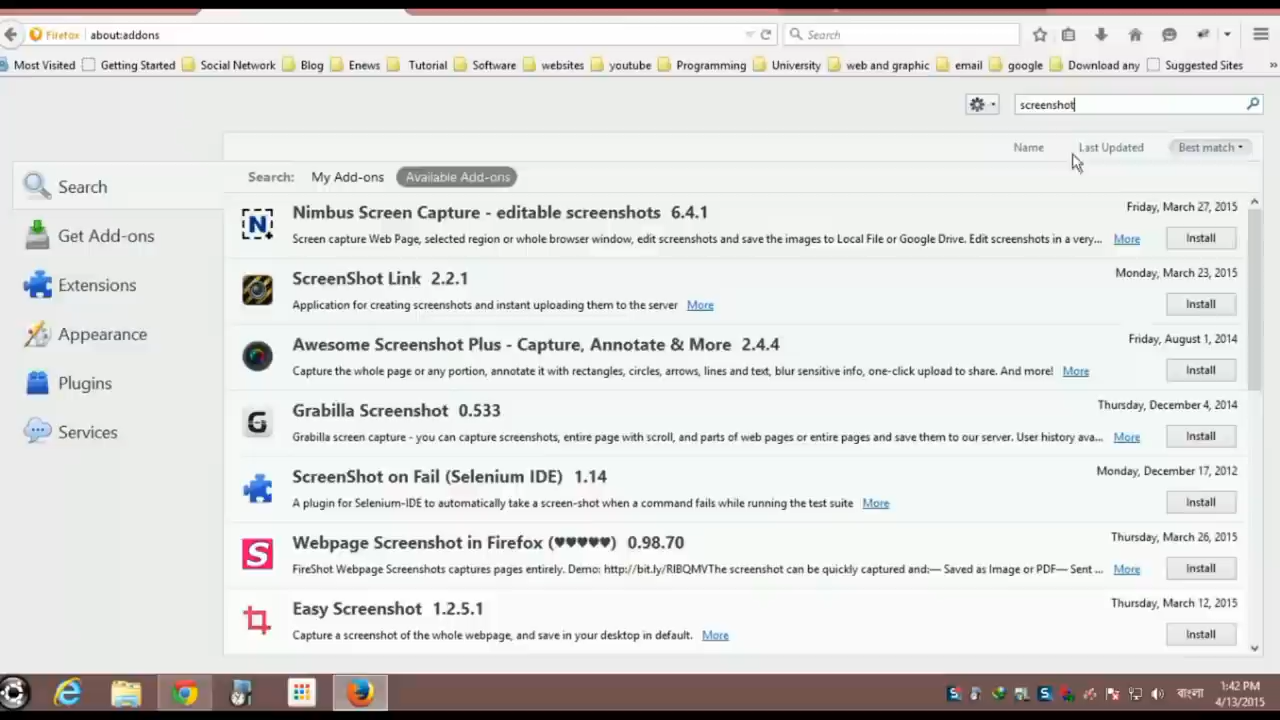 Firefox about:addons Search
Most Visited Getting Started Social Network Blog Enews Tutorial Software websites youtube Programming University web and graphic email google Download any Suggested Sites »
screenshot
Name Last Updated Best match
Search: My Add-ons Available Add-ons
Search
Get Add-ons
Extensions
Appearance
Plugins
Services
Nimbus Screen Capture - editable screenshots 6.4.1 Friday, March 27, 2015
Screen capture Web Page, selected region or whole browser window, edit screenshots and save the images to Local File or Google Drive. Edit screenshots in a very... More Install
ScreenShot Link 2.2.1 Monday, March 23, 2015
Application for creating screenshots and instant uploading them to the server More Install
Awesome Screenshot Plus - Capture, Annotate & More 2.4.4 Friday, August 1, 2014
Capture the whole page or any portion, annotate it with rectangles, circles, arrows, lines and text, blur sensitive info, one-click upload to share. And more! More Install
Grabilla Screenshot 0.533 Thursday, December 4, 2014
Grabilla screen capture - you can capture screenshots, entire page with scroll, and parts of web pages or entire pages and save them to our server. User history ava... More Install
ScreenShot on Fail (Selenium IDE) 1.14 Monday, December 17, 2012
A plugin for Selenium-IDE to automatically take a screen-shot when a command fails while running the test suite More Install
Webpage Screenshot in Firefox (♥♥♥♥♥) 0.98.70 Thursday, March 26, 2015
FireShot Webpage Screenshots captures pages entirely. Demo: http://bit.ly/RIBQMVThe screenshot can be quickly captured and:— Saved as Image or PDF— Sent ... More Install
Easy Screenshot 1.2.5.1 Thursday, March 12, 2015
Capture a screenshot of the whole webpage, and save in your desktop in default. More Install
বাংলা 1:42 PM
4/13/2015